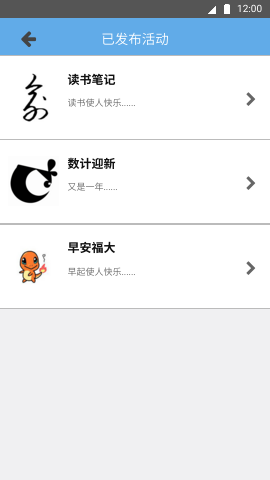 12:00
已发布活动
读书笔记
读书使人快乐......
数计迎新
又是一年......
早安福大
早起使人快乐......